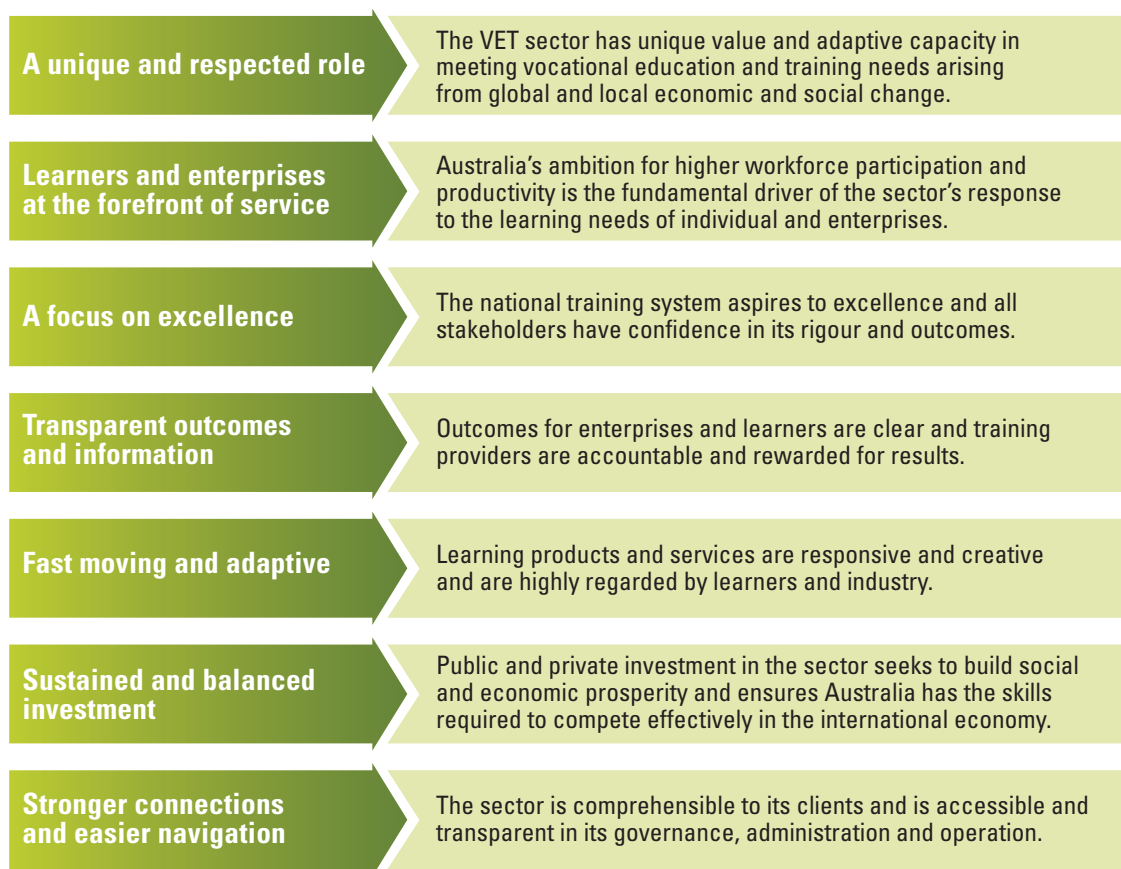 A unique and respected role
The VET sector has unique value and adaptive capacity in
meeting vocational education and training needs arising
from global and local economic and social change.
Learners and enterprises
at the forefront of service
Australia’s ambition for higher workforce participation and
productivity is the fundamental driver of the sector’s response
to the learning needs of individual and enterprises.
A focus on excellence
The national training system aspires to excellence and all
stakeholders have confidence in its rigour and outcomes.
Transparent outcomes
and information
Outcomes for enterprises and learners are clear and training
providers are accountable and rewarded for results.
Fast moving and adaptive
Learning products and services are responsive and creative
and are highly regarded by learners and industry.
Sustained and balanced
investment
Public and private investment in the sector seeks to build social
and economic prosperity and ensures Australia has the skills
required to compete effectively in the international economy.
Stronger connections
and easier navigation
The sector is comprehensible to its clients and is accessible and
transparent in its governance, administration and operation.